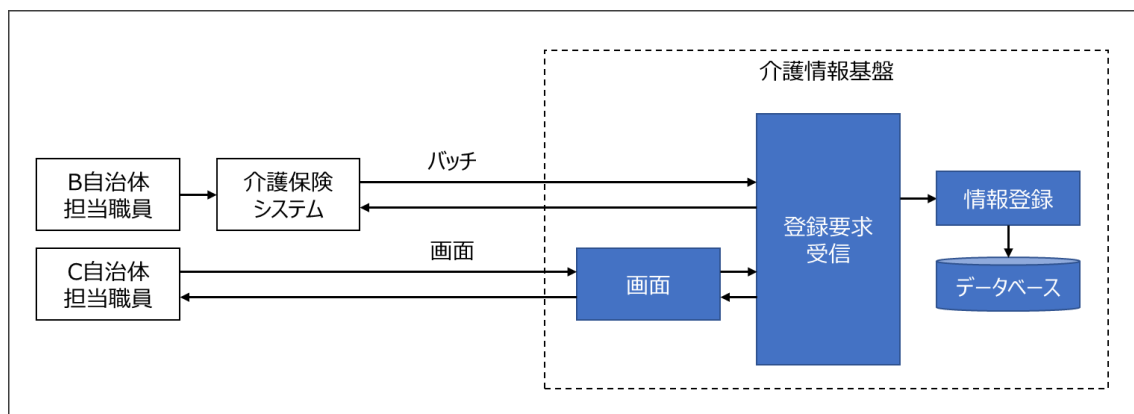 介護情報基盤
B自治体
担当職員
介護保険
システム
バッチ
登録要求
受信
情報登録
データベース
C自治体
担当職員
画面
画面